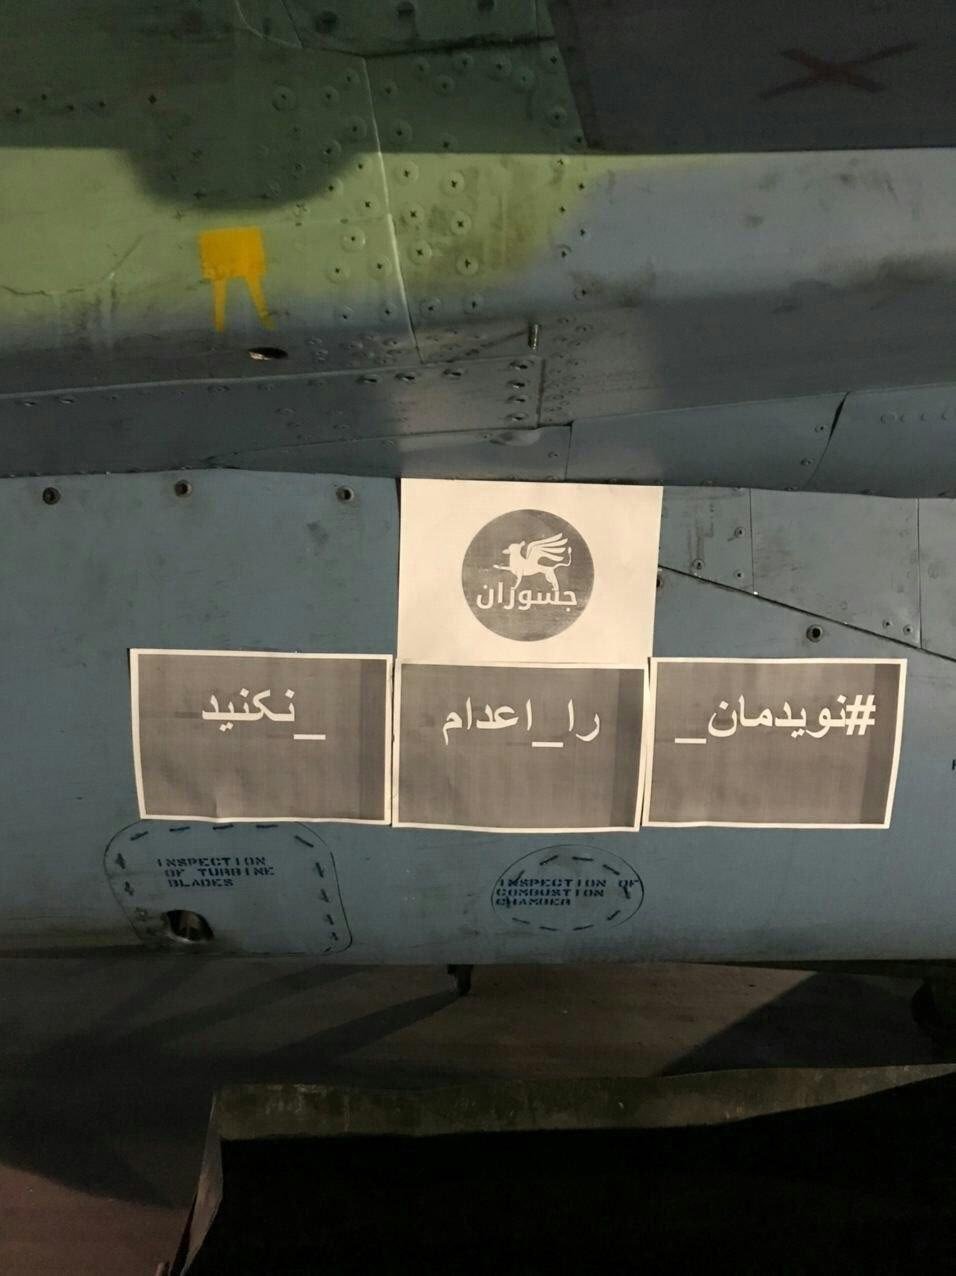 جسوران
#نویدمان_
را_اعدام
_نکنید
INSPECTION
OF TURBINE
BLADES
INSPECTION OF
COMBUSTION
CHAMBER